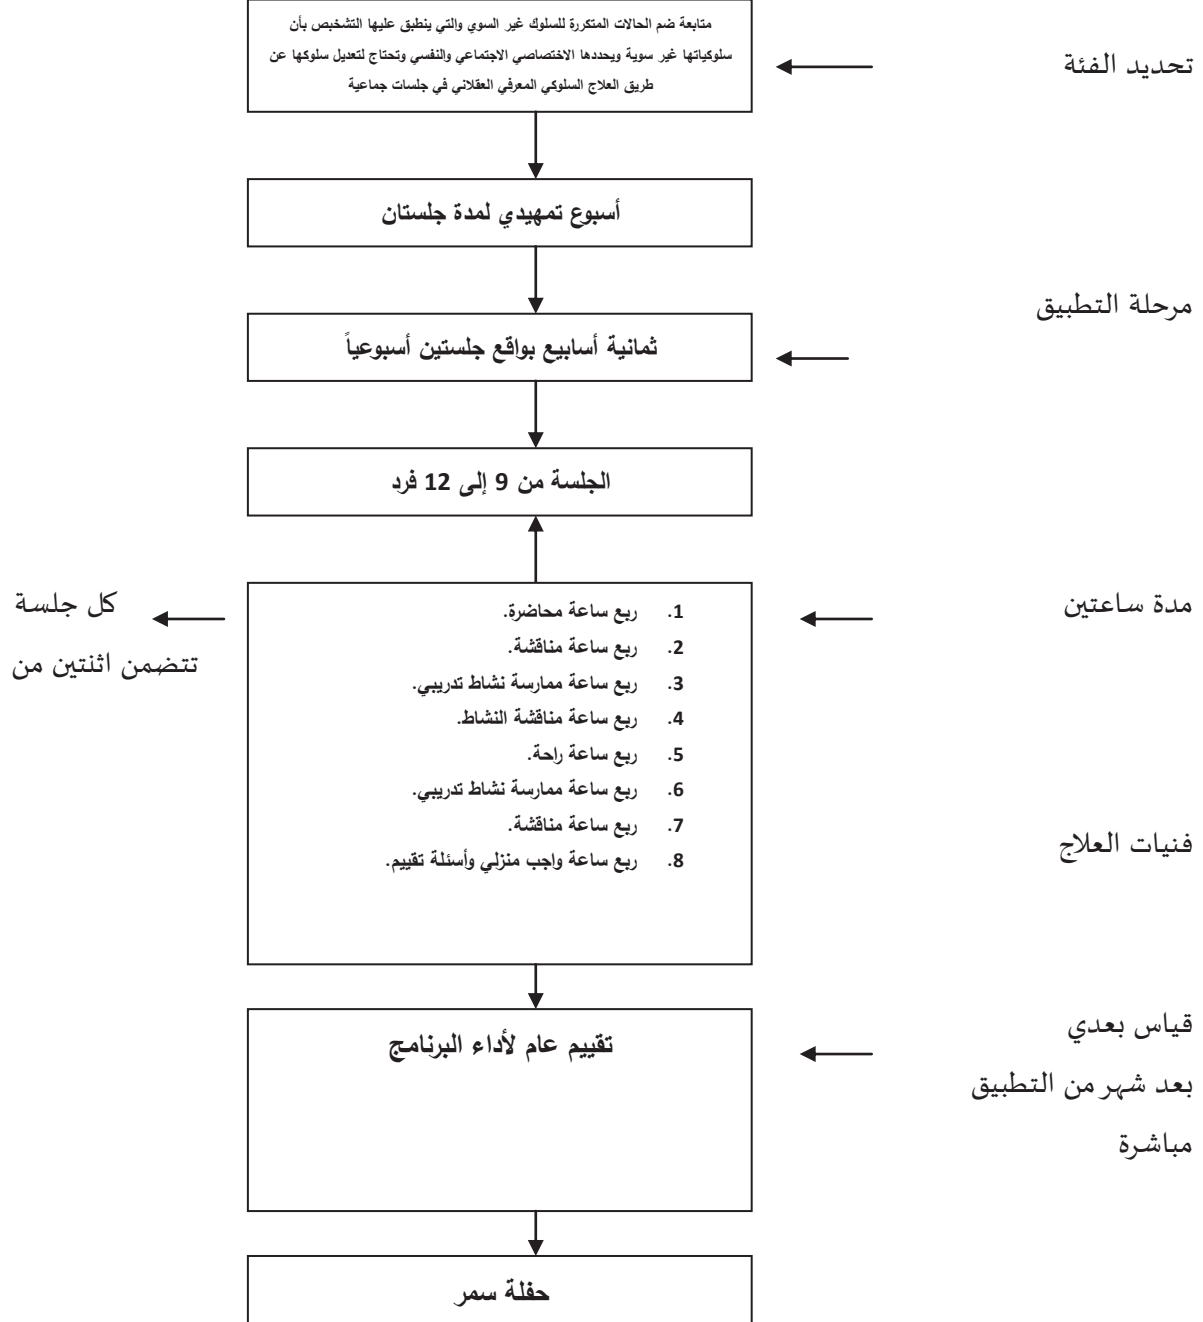 متابعة ضم الحالات المتكررة للسلوك غير السوي والتي ينطبق عليها التشخيص بأن
سلوكياتها غير سوية ويحددها الاختصاصي الاجتماعي والنفسي وتحتاج لتعديل سلوكها عن
طريق العلاج السلوكي المعرفي العقلاني في جلسات جماعية
تحديد الفئة
أسبوع تمهيدي لمدة جلستان
مرحلة التطبيق
ثمانية أسابيع بواقع جلستين أسبوعياً
الجلسة من 9 إلى 12 فرد
مدة ساعتين
كل جلسة
تتضمن اثنتين من
1. ربع ساعة محاضرة.
2. ربع ساعة مناقشة.
3. ربع ساعة ممارسة نشاط تدريبي.
4. ربع ساعة مناقشة النشاط.
5. ربع ساعة راحة.
6. ربع ساعة ممارسة نشاط تدريبي.
7. ربع ساعة مناقشة.
8. ربع ساعة واجب منزلي وأسئلة تقييم.
فنيات العلاج
تقييم عام لأداء البرنامج
قياس بعدي
بعد شهر من التطبيق
مباشرة
حفلة سمر